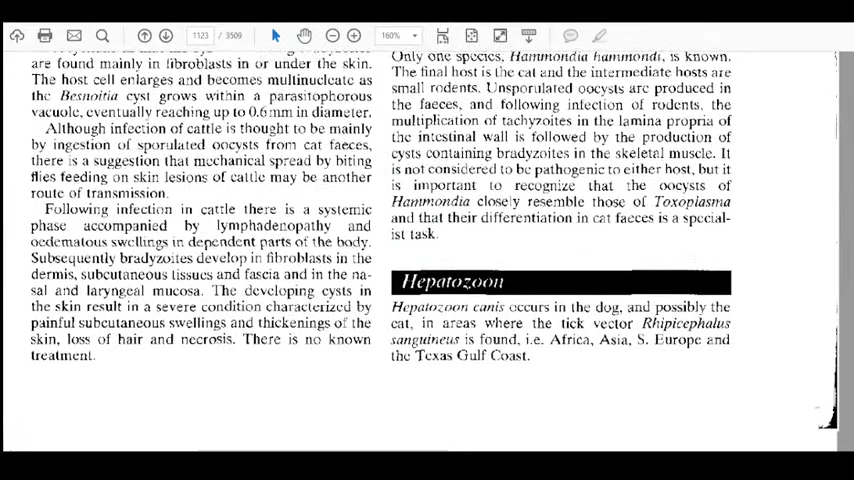 1123 / 3509
160%
are found mainly in fibroblasts in or under the skin.
The host cell enlarges and becomes multinucleate as
the Besnoitia cyst grows within a parasitophorous
vacuole, eventually reaching up to 0.6mm in diameter.
Although infection of cattle is thought to be mainly
by ingestion of sporulated oocysts from cat faeces,
there is a suggestion that mechanical spread by biting
flies feeding on skin lesions of cattle may be another
route of transmission.
Following infection in cattle there is a systemic
phase accompanied by lymphadenopathy and
oedematous swellings in dependent parts of the body.
Subsequently bradyzoites develop in fibroblasts in the
dermis, subcutaneous tissues and fascia and in the na-
sal and laryngeal mucosa. The developing cysts in
the skin result in a severe condition characterized by
painful subcutaneous swellings and thickenings of the
skin, loss of hair and necrosis. There is no known
treatment.
Only one species, Hammondia hammondi, is known.
The final host is the cat and the intermediate hosts are
small rodents. Unsporulated oocysts are produced in
the faeces, and following infection of rodents, the
multiplication of tachyzoites in the lamina propria of
the intestinal wall is followed by the production of
cysts containing bradyzoites in the skeletal muscle. It
is not considered to be pathogenic to either host, but it
is important to recognize that the oocysts of
Hammondia closely resemble those of Toxoplasma
and that their differentiation in cat faeces is a special-
ist task.
Hepatozoon
Hepatozoon canis occurs in the dog, and possibly the
cat, in areas where the tick vector Rhipicephalus
sanguineus is found, i.e. Africa, Asia, S. Europe and
the Texas Gulf Coast.